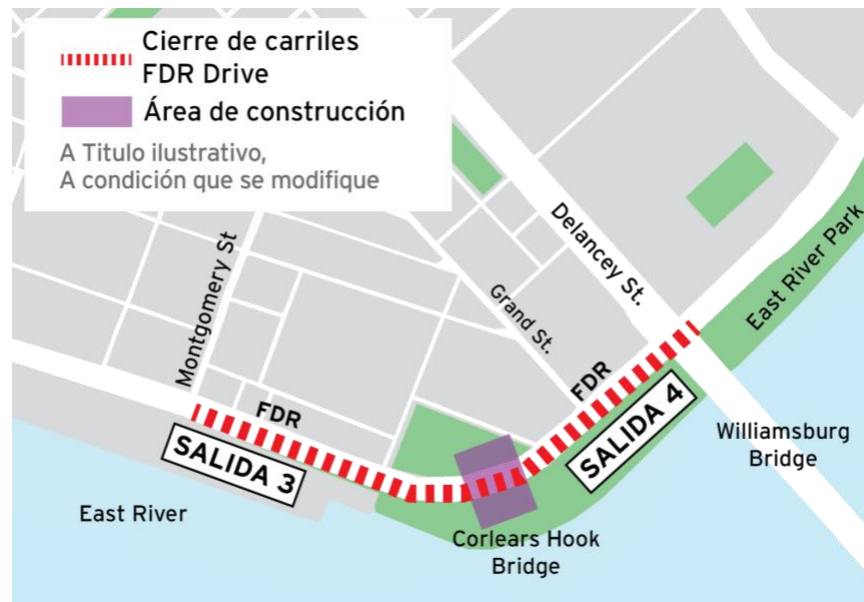 Cierre de carriles
FDR Drive
Área de construcción
A Titulo ilustrativo,
A condición que se modifique
Montgomery St
Delancey St.
Grand St.
East River Park
FDR
FDR
SALIDA 3
SALIDA 4
Williamsburg
Bridge
East River
Corlears Hook
Bridge